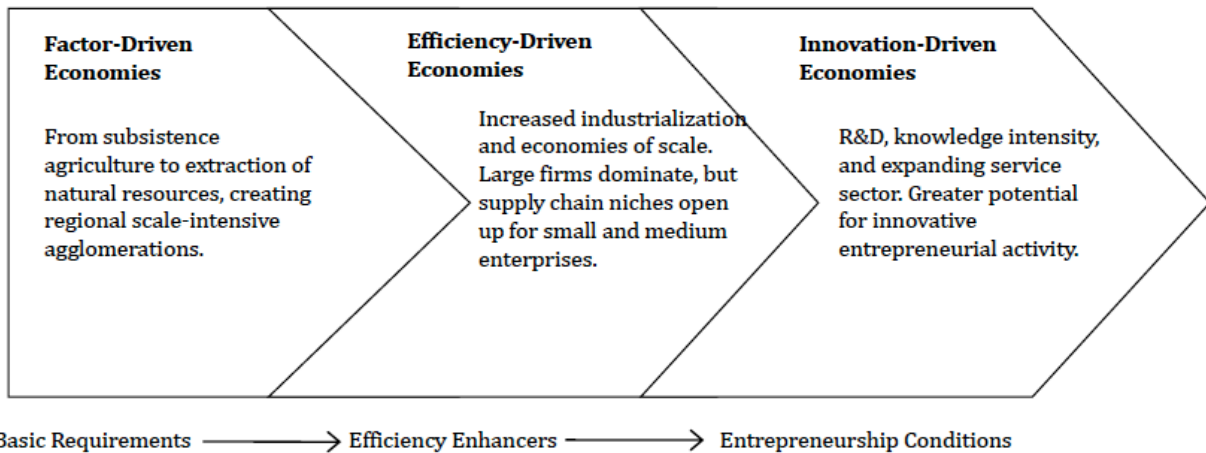 Factor-Driven
Economies
From subsistence
agriculture to extraction of
natural resources, creating
regional scale-intensive
agglomerations.
Efficiency-Driven
Economies
Increased industrialization
and economies of scale.
Large firms dominate, but
supply chain niches open
up for small and medium
enterprises.
Innovation-Driven
Economies
R&D, knowledge intensity,
and expanding service
sector. Greater potential
for innovative
entrepreneurial activity.
Basic Requirements
Efficiency Enhancers
Entrepreneurship Conditions